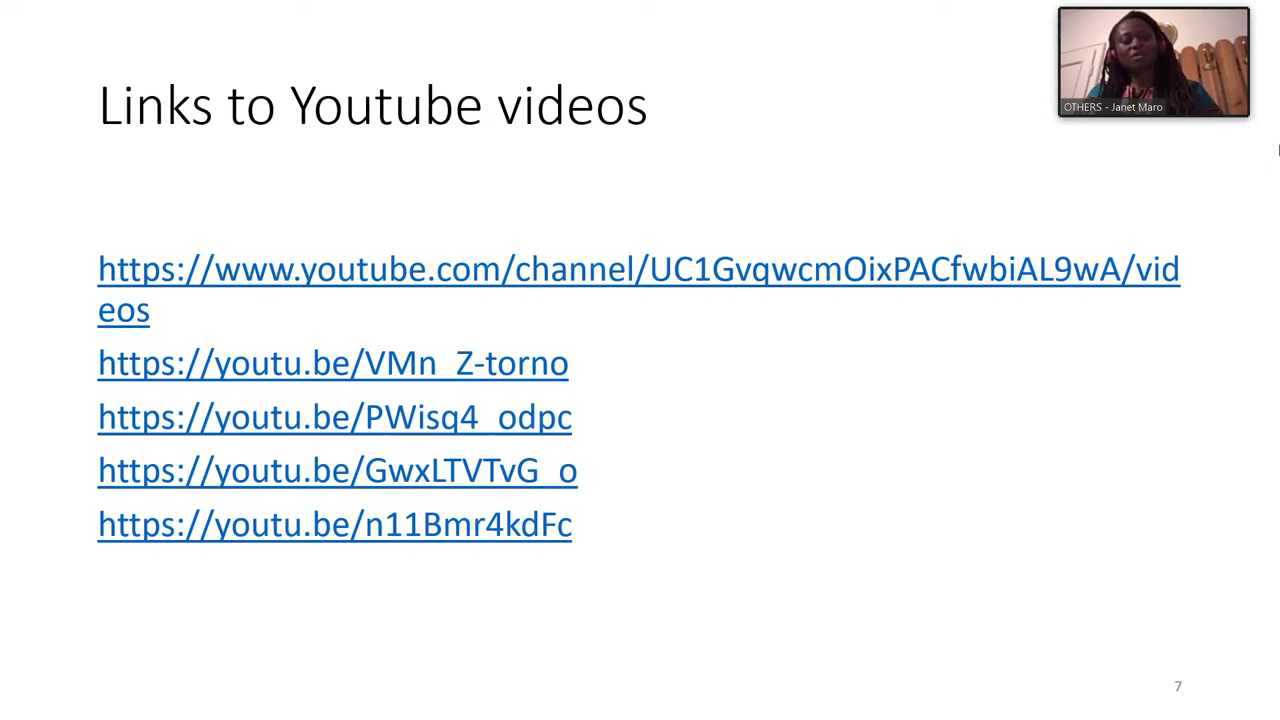 OTHERS - Janet Maro
Links to Youtube videos
https://www.youtube.com/channel/UC1GvqwcmOixPACfwbiAL9wA/vid
eos
https://youtu.be/VMn_Z-torno
https://youtu.be/PWisq4_odpc
https://youtu.be/GwxLTVTvG_o
https://youtu.be/n11Bmr4kdFc
7